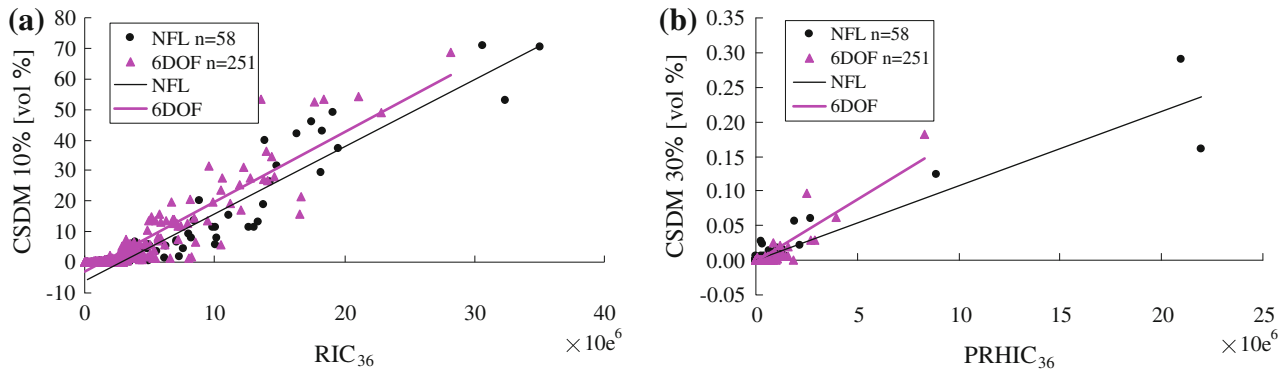 (a)
CSDM 10% [vol %]
80
70
60
50
40
30
20
10
0
-10
NFL n=58
6DOF n=251
NFL
6DOF
0
10
20
30
40
RIC36
× 10e⁶
(b)
CSDM 30% [vol %]
0.35
0.30
0.25
0.20
0.15
0.10
0.05
0.00
-0.05
NFL n=58
6DOF n=251
NFL
6DOF
0
5
10
15
20
25
PRHIC36
× 10e⁶